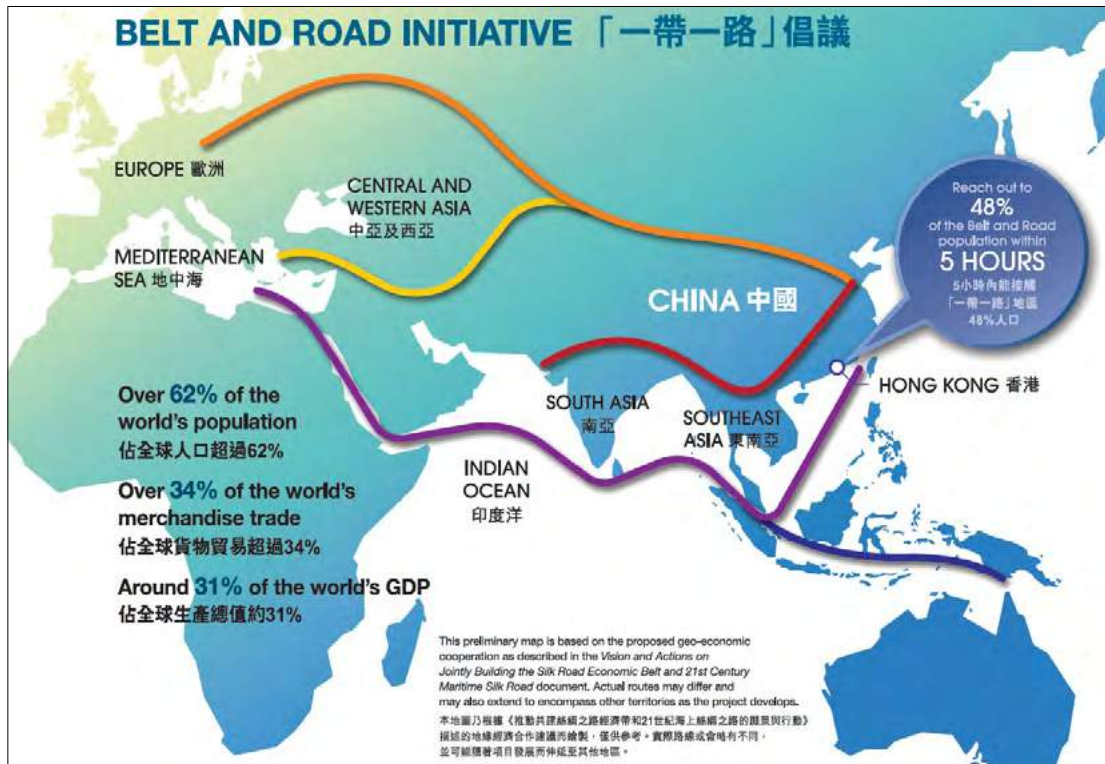 BELT AND ROAD INITIATIVE 「一帶一路」倡議
EUROPE 歐洲
CENTRAL AND
WESTERN ASIA
中亞及西亞
MEDITERRANEAN
SEA 地中海
Reach out to
48%
of the Belt and Road
population within
5 HOURS
5小時內能接觸
「一帶一路」地區
48%人口
CHINA 中國
HONG KONG 香港
SOUTH ASIA
南亞
SOUTHEAST
ASIA 東南亞
INDIAN
OCEAN
印度洋
Over 62% of the
world's population
佔全球人口超過62%
Over 34% of the world's
merchandise trade
佔全球貨物貿易超過34%
Around 31% of the world's GDP
佔全球生產總值約31%
This preliminary map is based on the proposed geo-economic
cooperation as described in the Vision and Actions on
Jointly Building the Silk Road Economic Belt and 21st Century
Maritime Silk Road document. Actual routes may differ and
may also extend to encompass other territories as the project develops.
本地圖乃根據《推動共建絲綢之路經濟帶和21世紀海上絲綢之路的願景與行動》
描述的地緣經濟合作建議而繪製，僅供參考。實際路線或會略有不同，
並可能隨著項目發展而伸延至其他地區。